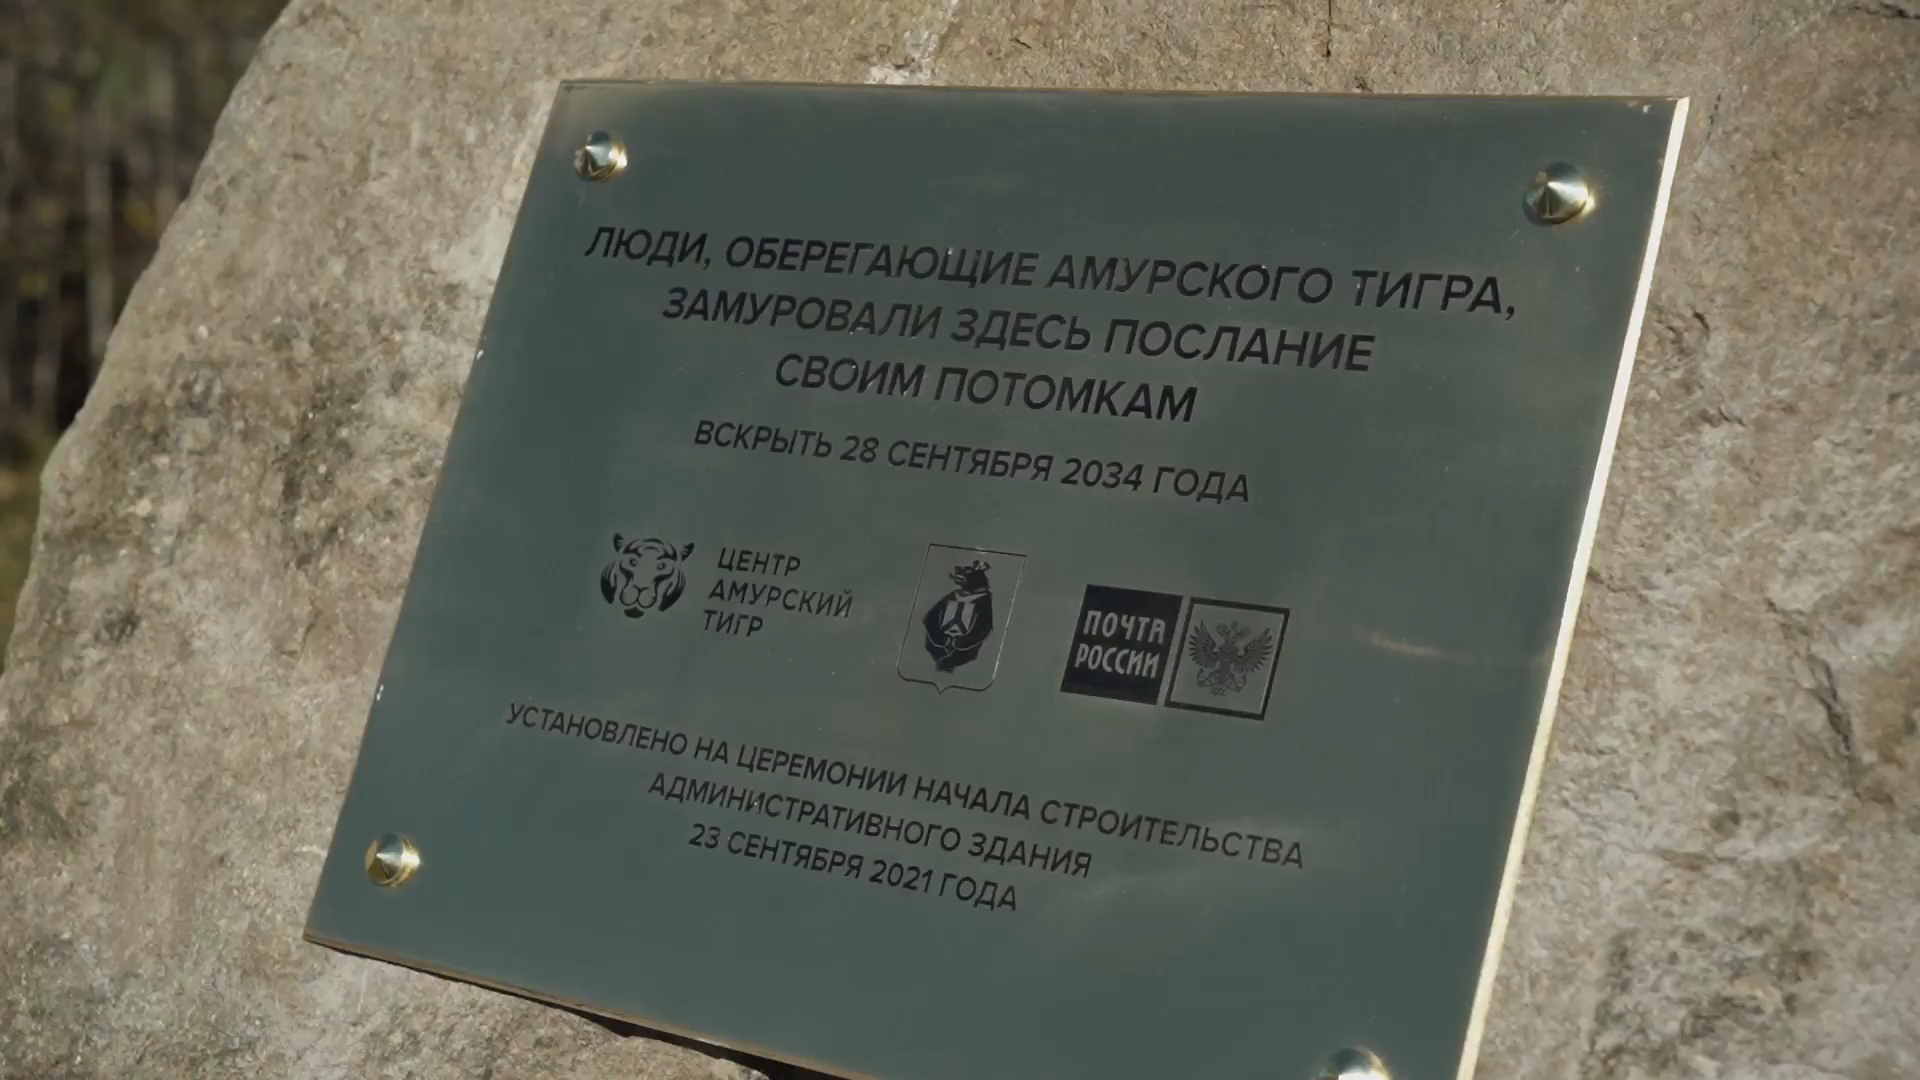 ЛЮДИ, ОБЕРЕГАЮЩИЕ АМУРСКОГО ТИГРА,
ЗАМУРОВАЛИ ЗДЕСЬ ПОСЛАНИЕ
СВОИМ ПОТОМКАМ
ВСКРЫТЬ 28 СЕНТЯБРЯ 2034 ГОДА
ЦЕНТР
АМУРСКИЙ
ТИГР
ПОЧТА
РОССИИ
УСТАНОВЛЕНО НА ЦЕРЕМОНИИ НАЧАЛА СТРОИТЕЛЬСТВА
АДМИНИСТРАТИВНОГО ЗДАНИЯ
23 СЕНТЯБРЯ 2021 ГОДА